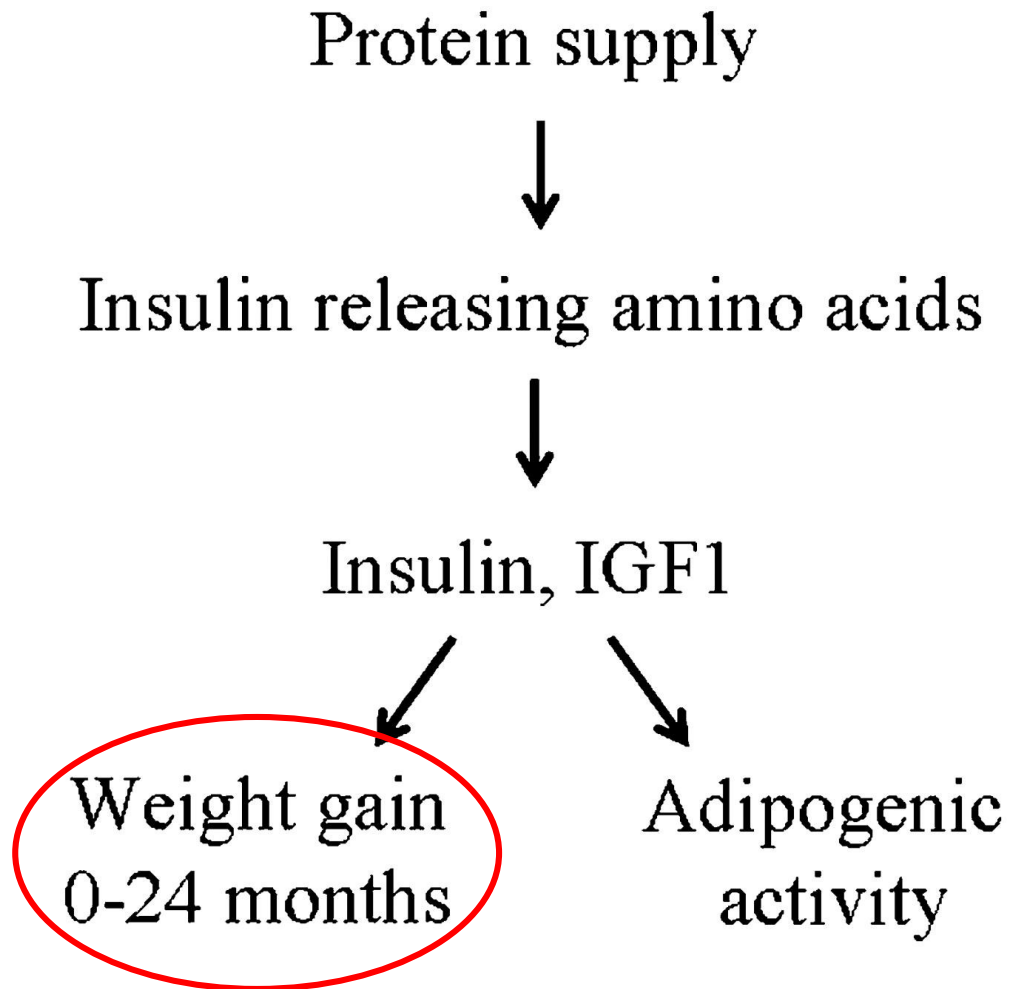 Protein supply
Insulin releasing amino acids
Insulin, IGF1
Weight gain
0-24 months
Adipogenic
activity